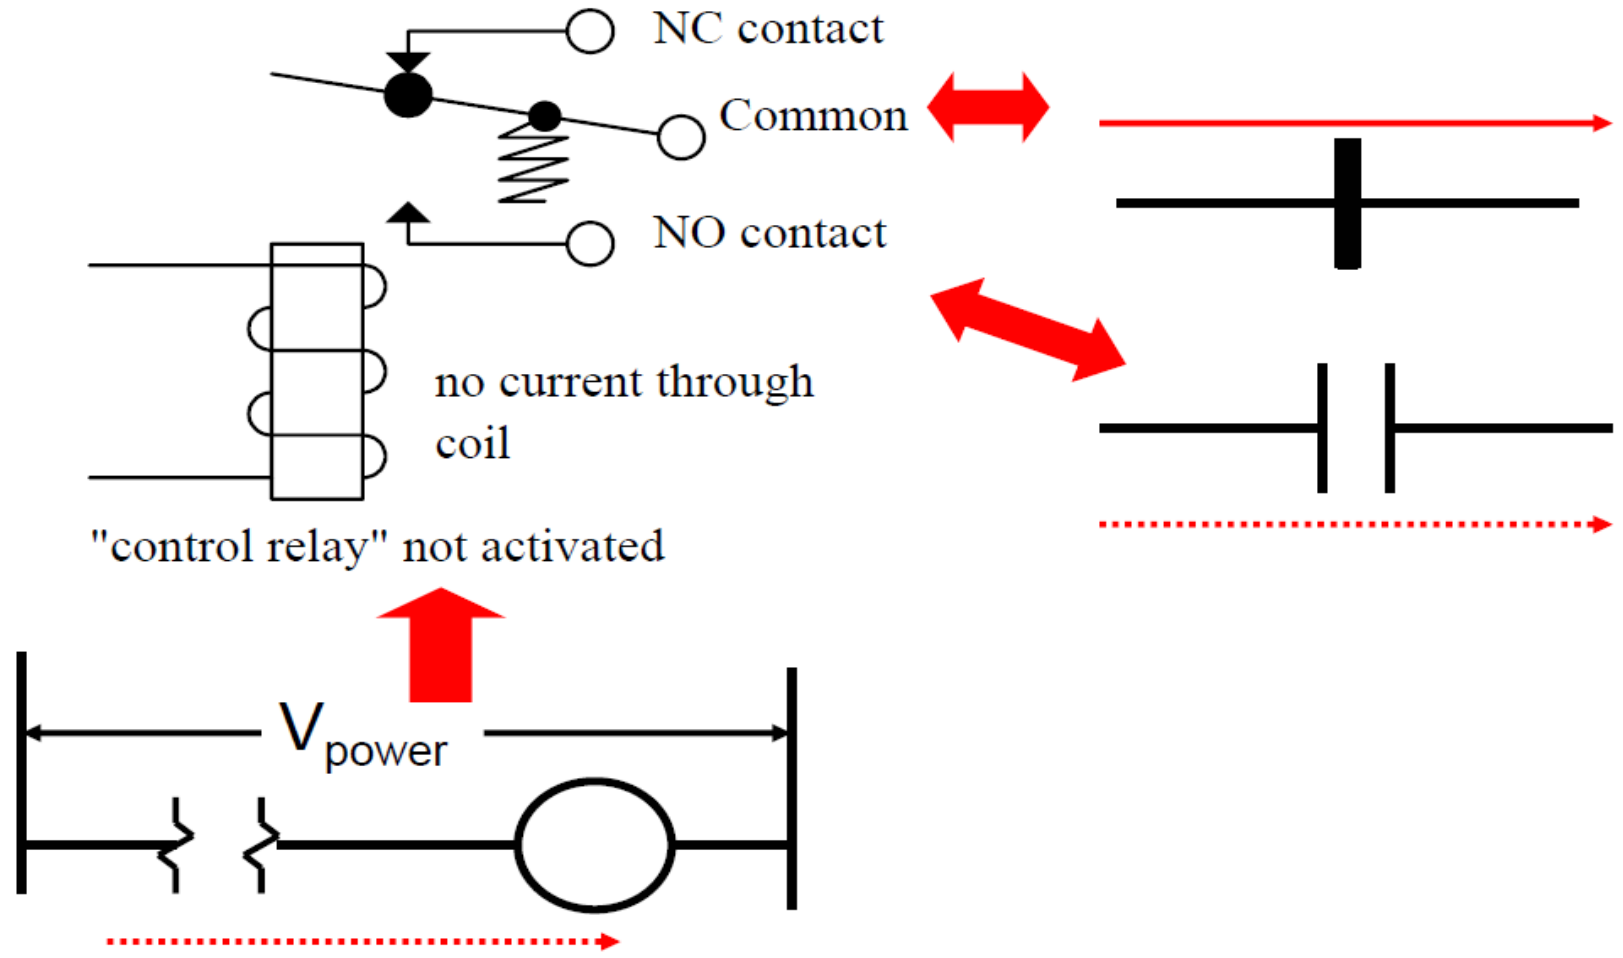 NC contact
Common
NO contact
no current through
coil
"control relay" not activated
Vpower